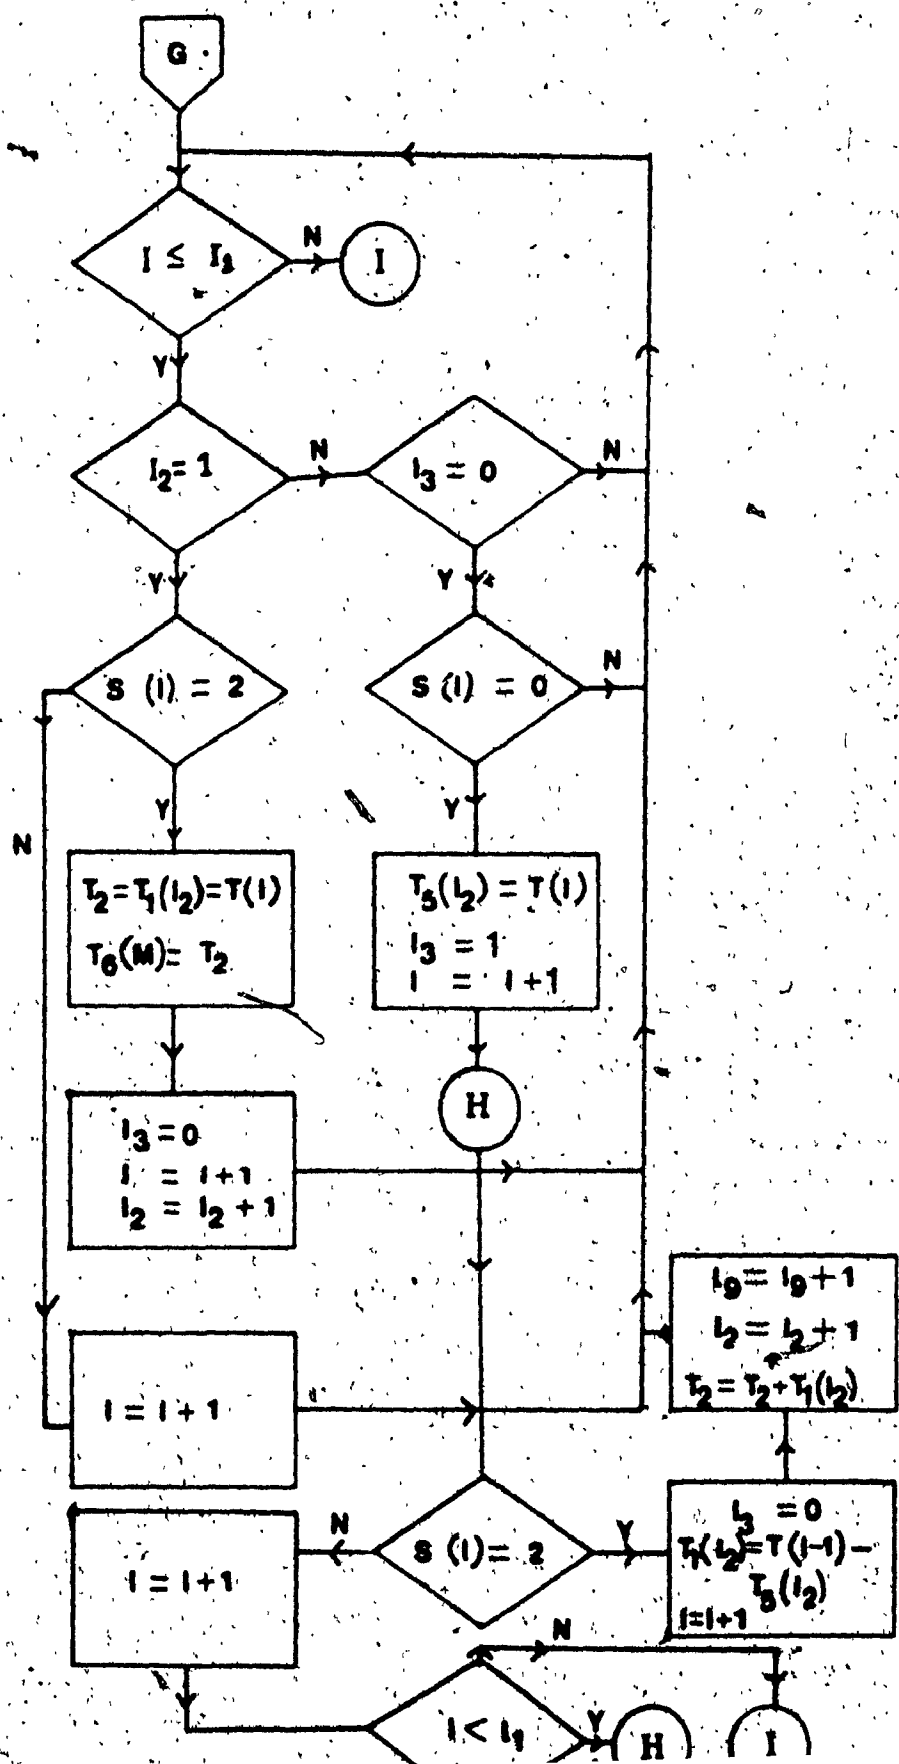 G
I ≤ I1
N
I
Y
I2 = 1
N
I3 = 0
N
Y
Y
S (I) = 2
S (I) = 0
N
N
Y
Y
T2 = T1(I2) = T(I)
T6(M) = T2
T5(I2) = T(I)
I3 = 1
I = I + 1
H
I3 = 0
I = I + 1
I2 = I2 + 1
I9 = I9 + 1
I2 = I2 + 1
T2 = T2 + T1(I2)
I = I + 1
I = I + 1
N
S (I) = 2
Y
I3 = 0
T1(I2) = T(I-1) -
T5(I2)
I = I + 1
N
I < I1
Y
H
I